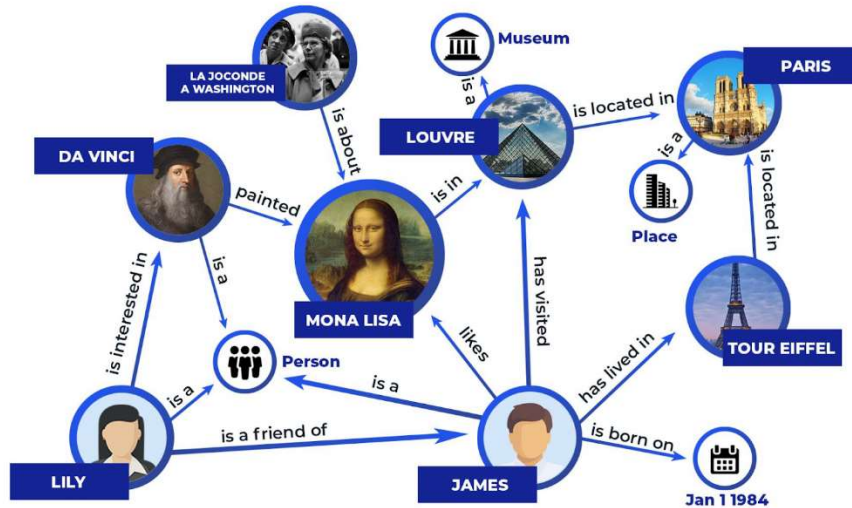 Museum
LA JOCONDE
A WASHINGTON
is about
is a
PARIS
LOUVRE
is located in
DA VINCI
painted
is in
is a
is located in
Place
is a
is interested in
MONA LISA
has visited
likes
TOUR EIFFEL
Person
is a
is a
has lived in
is a friend of
is born on
LILY
JAMES
Jan 1 1984